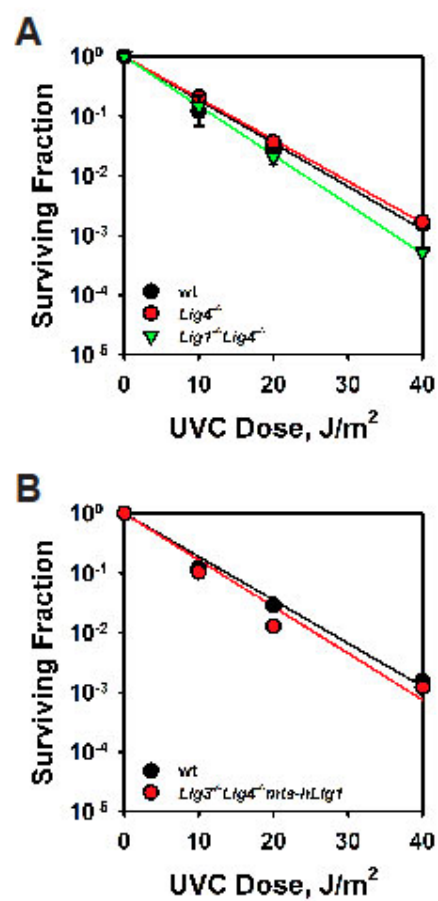 A
Surviving Fraction
10⁰
10⁻¹
10⁻²
10⁻³
10⁻⁴
10⁻⁵
wt
Lig4⁻/⁻
Lig1⁻/⁻Lig4⁻/⁻
0 10 20 30 40
UVC Dose, J/m²
B
Surviving Fraction
10⁰
10⁻¹
10⁻²
10⁻³
10⁻⁴
10⁻⁵
wt
Lig3⁻/⁻Lig4⁻/⁻mts-hLig1
0 10 20 30 40
UVC Dose, J/m²